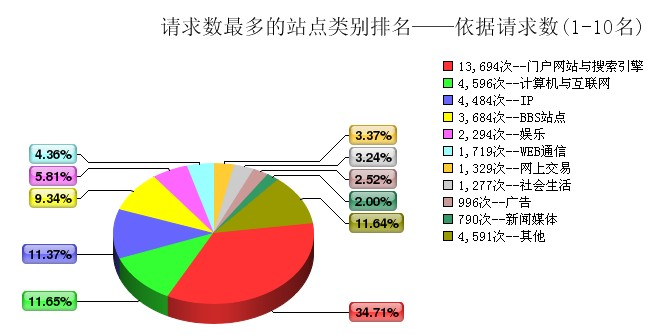 请求数最多的站点类别排名——依据请求数(1-10名)
13,694次--门户网站与搜索引擎
4,596次--计算机与互联网
4,484次--IP
3,684次--BBS站点
2,294次--娱乐
1,719次--WEB通信
1,329次--网上交易
1,277次--社会生活
996次--广告
790次--新闻媒体
4,591次--其他
4.36%
5.81%
9.34%
11.37%
11.65%
3.37%
3.24%
2.52%
2.00%
11.64%
34.71%